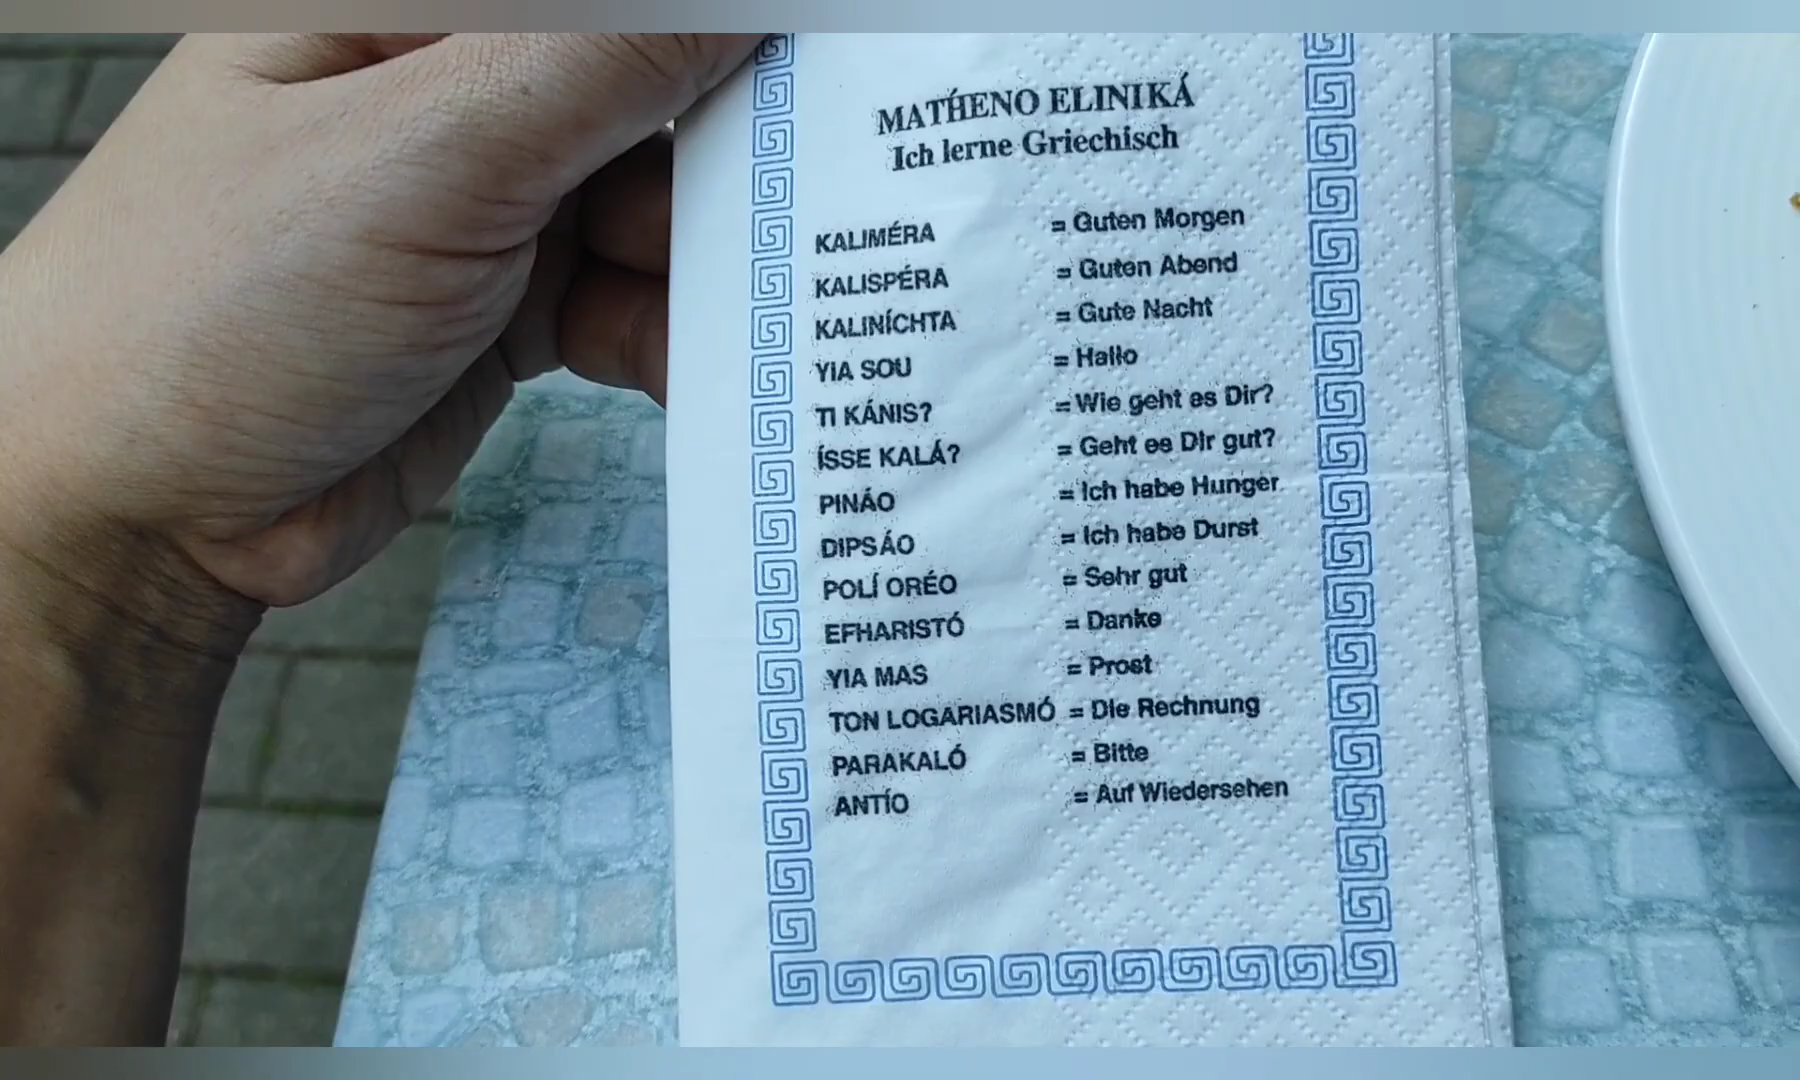 MATH́ENO ELINIKÁ
Ich lerne Griechisch
KALIMÉRA = Guten Morgen
KALISPÉRA = Guten Abend
KALINÍCHTA = Gute Nacht
YIA SOU = Hallo
TI KÁNIS? = Wie geht es Dir?
ÍSSE KALÁ? = Geht es Dir gut?
PINÁO = Ich habe Hunger
DIPSÁO = Ich habe Durst
POLÍ ORÉO = Sehr gut
EFHARISTÓ = Danke
YIA MAS = Prost
TON LOGARIASMÓ = Die Rechnung
PARAKALÓ = Bitte
ANTÍO = Auf Wiedersehen